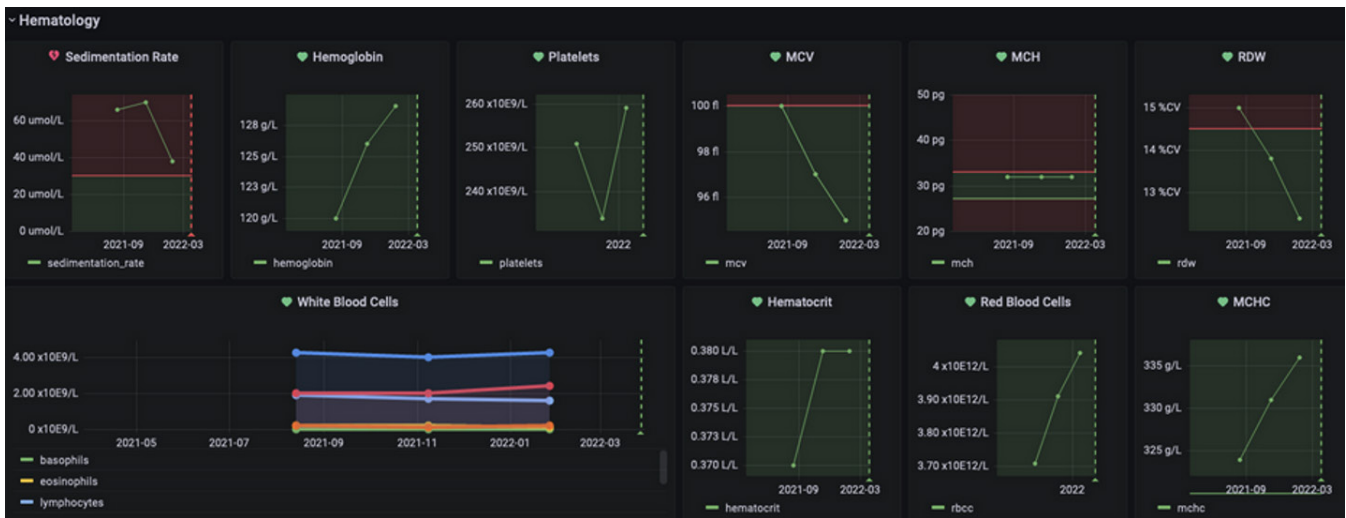 Hematology
Sedimentation Rate
60 umol/L
40 umol/L
20 umol/L
0 umol/L
2021-09 2022-03
sedimentation_rate
Hemoglobin
128 g/L
125 g/L
123 g/L
120 g/L
2021-09 2022-03
hemoglobin
Platelets
260 x10E9/L
250 x10E9/L
240 x10E9/L
2022
platelets
MCV
100 fl
98 fl
96 fl
2021-09 2022-03
mcv
MCH
50 pg
40 pg
30 pg
20 pg
2021-09 2022-03
mch
RDW
15 %CV
14 %CV
13 %CV
2021-09 2022-03
rdw
White Blood Cells
4.00 x10E9/L
2.00 x10E9/L
0 x10E9/L
2021-05 2021-07 2021-09 2021-11 2022-01 2022-03
basophils
eosinophils
lymphocytes
Hematocrit
0.380 L/L
0.378 L/L
0.375 L/L
0.373 L/L
0.370 L/L
2021-09 2022-03
hematocrit
Red Blood Cells
4 x10E12/L
3.90 x10E12/L
3.80 x10E12/L
3.70 x10E12/L
2022
rbcc
MCHC
335 g/L
330 g/L
325 g/L
2021-09 2022-03
mchc